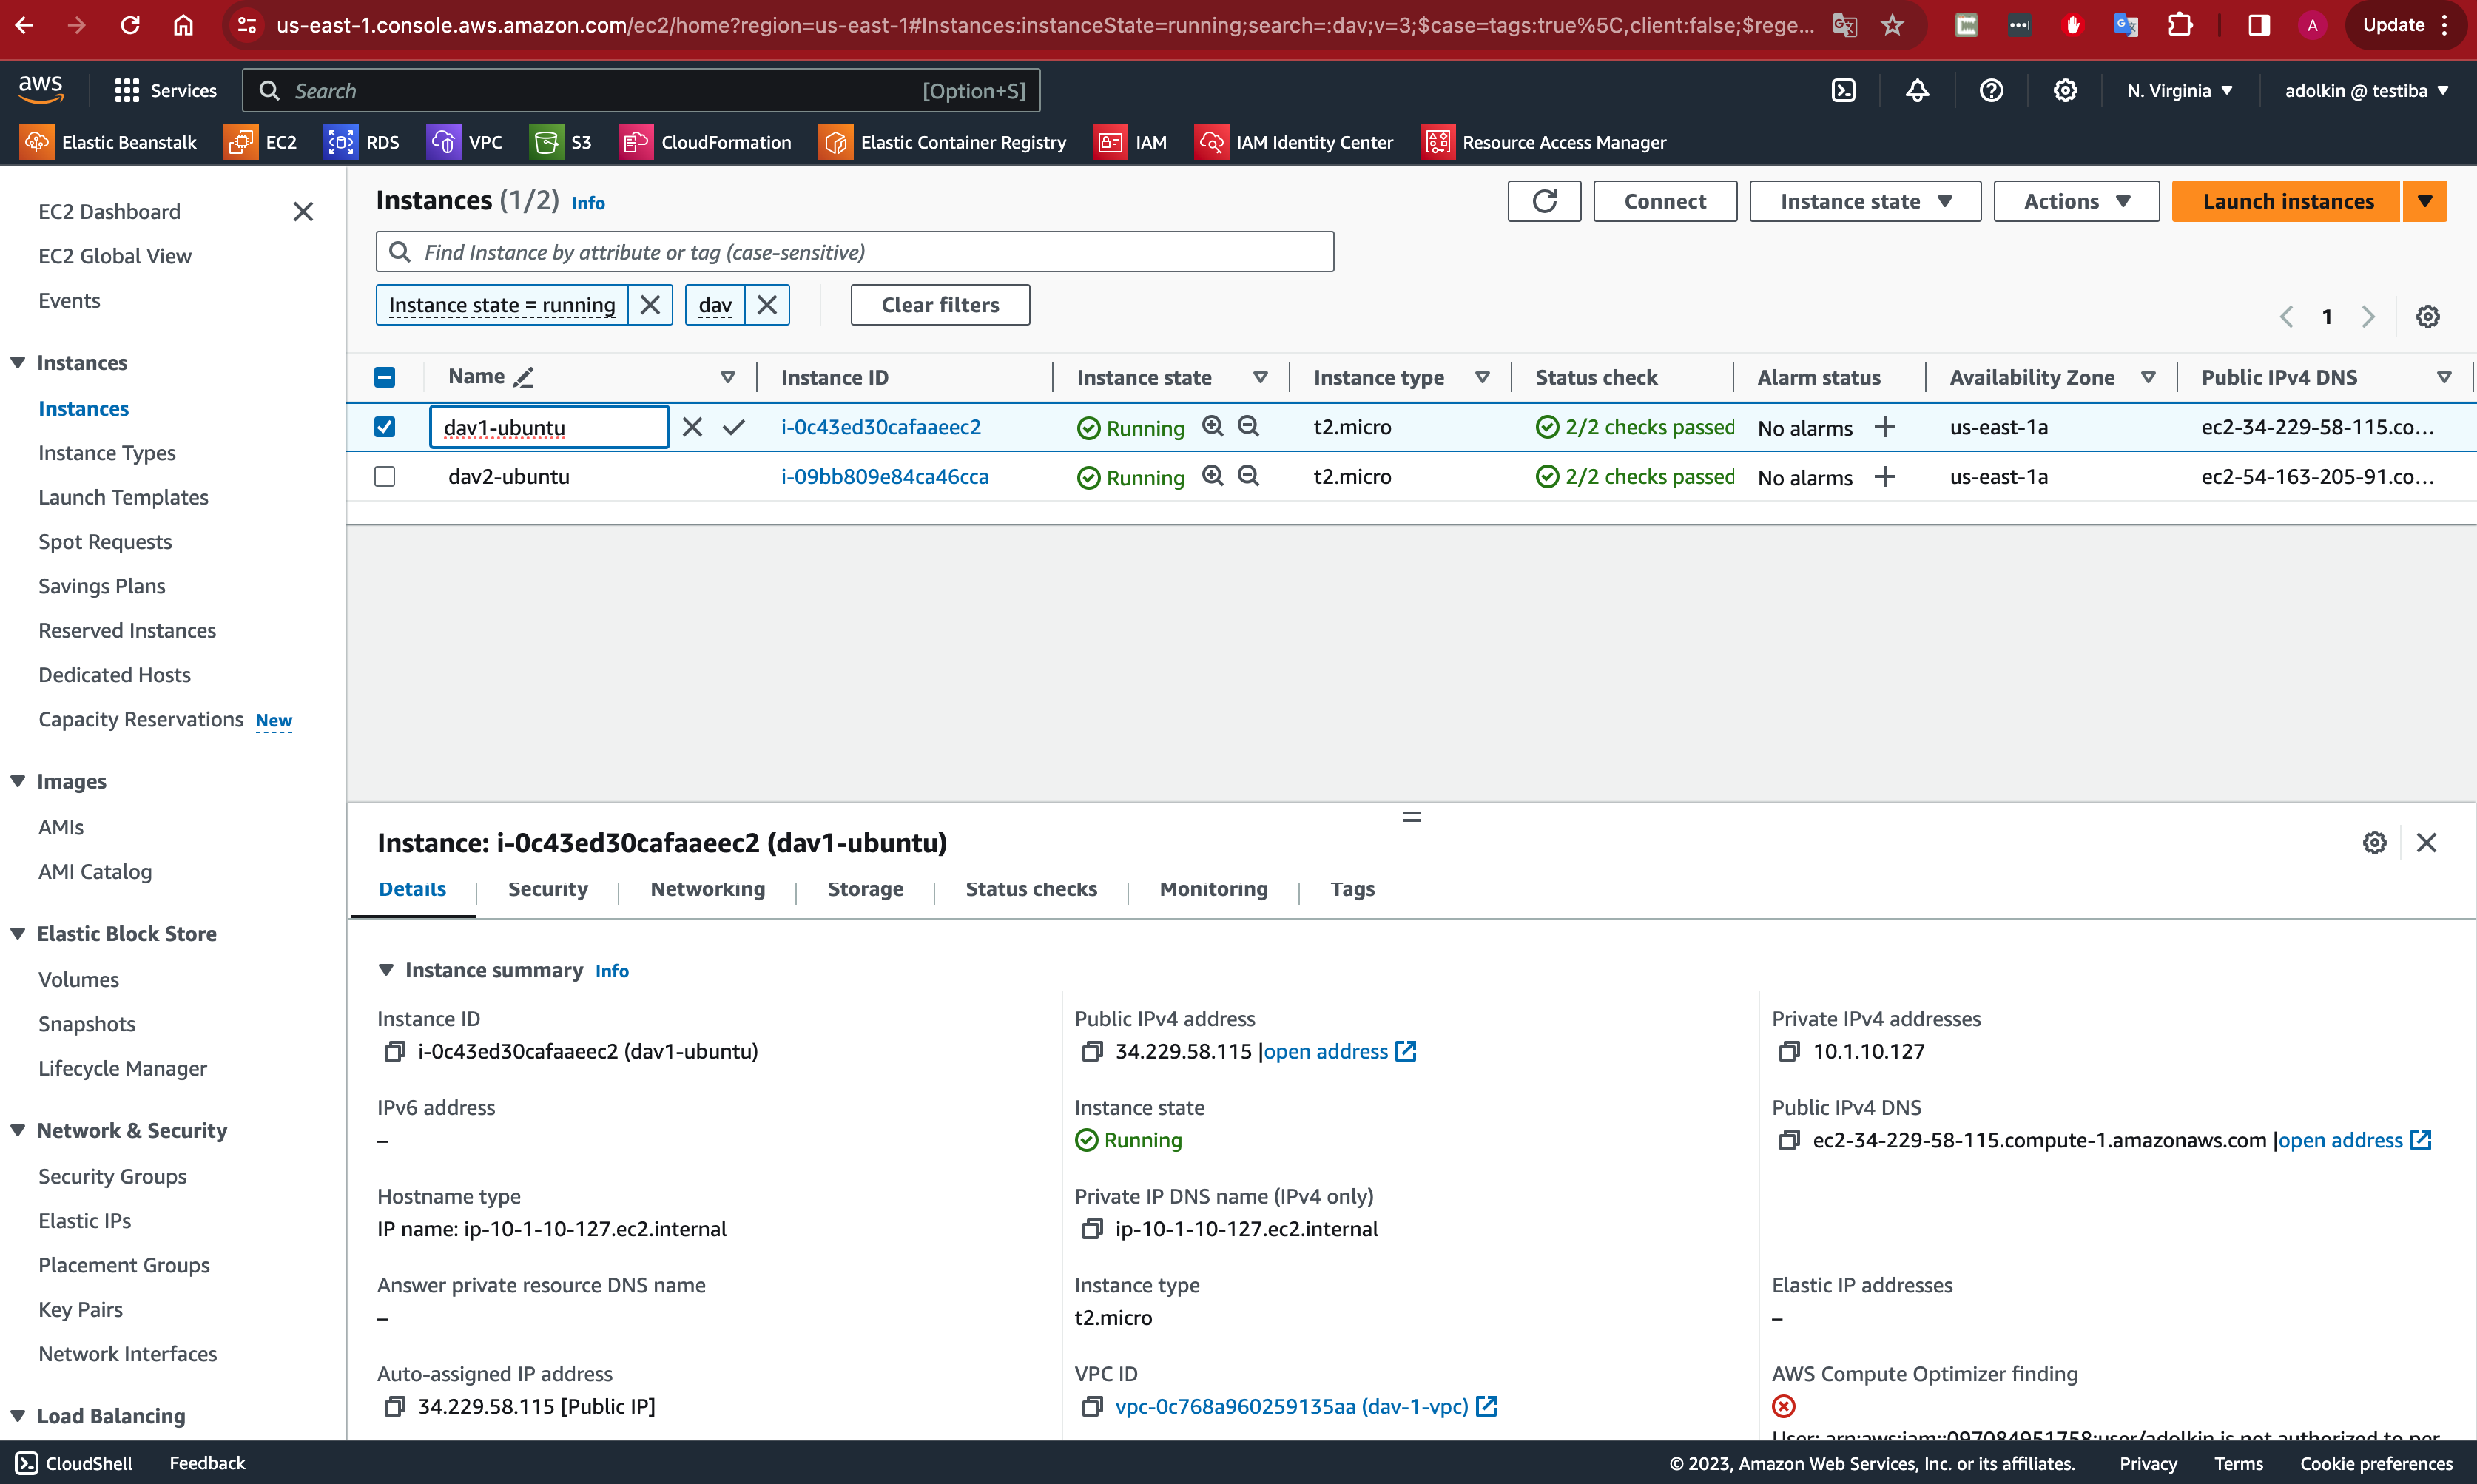 us-east-1.console.aws.amazon.com/ec2/home?region=us-east-1#Instances:instanceState=running;search=:dav;v=3;$case=tags:true%5C,client:false;$rege...
A
Update
aws
Services
Search
[Option+S]
N. Virginia
adolkin @ testiba
Elastic Beanstalk
EC2
RDS
VPC
S3
CloudFormation
Elastic Container Registry
IAM
IAM Identity Center
Resource Access Manager
EC2 Dashboard
EC2 Global View
Events
Instances
Instances
Instance Types
Launch Templates
Spot Requests
Savings Plans
Reserved Instances
Dedicated Hosts
Capacity Reservations New
Images
AMIs
AMI Catalog
Elastic Block Store
Volumes
Snapshots
Lifecycle Manager
Network & Security
Security Groups
Elastic IPs
Placement Groups
Key Pairs
Network Interfaces
Load Balancing
Instances (1/2) Info
Connect
Instance state
Actions
Launch instances
Find Instance by attribute or tag (case-sensitive)
Instance state = running
dav
Clear filters
1
Name Instance ID Instance state Instance type Status check Alarm status Availability Zone Public IPv4 DNS
dav1-ubuntu i-0c43ed30cafaaeec2 Running t2.micro 2/2 checks passed No alarms us-east-1a ec2-34-229-58-115.co...
dav2-ubuntu i-09bb809e84ca46cca Running t2.micro 2/2 checks passed No alarms us-east-1a ec2-54-163-205-91.co...
Instance: i-0c43ed30cafaaeec2 (dav1-ubuntu)
Details Security Networking Storage Status checks Monitoring Tags
Instance summary Info
Instance ID
i-0c43ed30cafaaeec2 (dav1-ubuntu)
Public IPv4 address
34.229.58.115 |open address
Private IPv4 addresses
10.1.10.127
IPv6 address
–
Instance state
Running
Public IPv4 DNS
ec2-34-229-58-115.compute-1.amazonaws.com |open address
Hostname type
IP name: ip-10-1-10-127.ec2.internal
Private IP DNS name (IPv4 only)
ip-10-1-10-127.ec2.internal
Answer private resource DNS name
–
Instance type
t2.micro
Elastic IP addresses
–
Auto-assigned IP address
34.229.58.115 [Public IP]
VPC ID
vpc-0c768a960259135aa (dav-1-vpc)
AWS Compute Optimizer finding
User: arn:aws:iam::097084951758:user/adolkin is not authorized to per
CloudShell
Feedback
© 2023, Amazon Web Services, Inc. or its affiliates.
Privacy
Terms
Cookie preferences